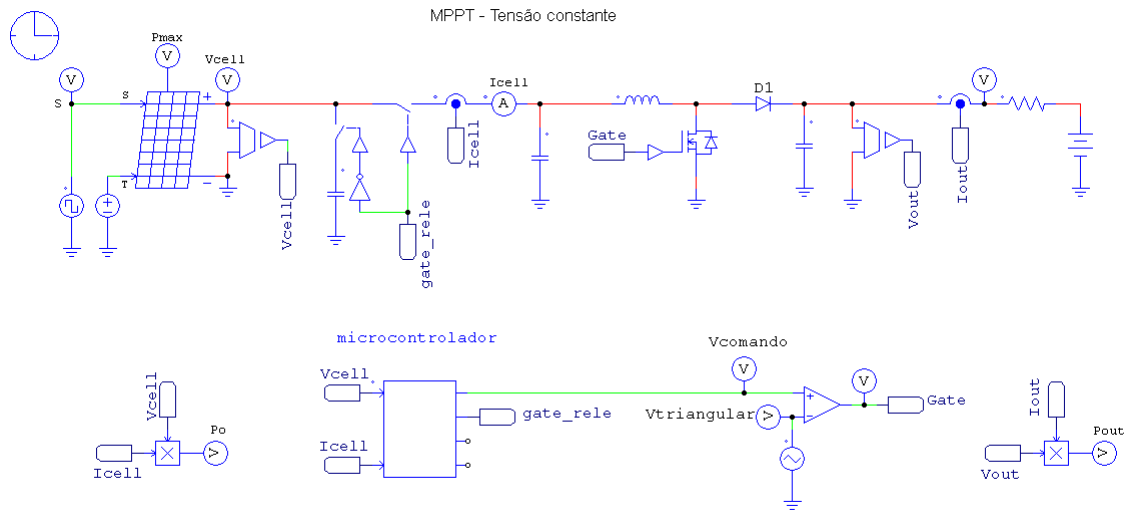 MPPT - Tensão constante
Pmax
Vcell
V
V
S
S
+
T
-
Vcell
gate_rele
Icell
A
Icell
Gate
D1
Vout
Iout
V
microcontrolador
Vcell
Icell
gate_rele
Vcomando
V
Vtriangular
V
+
-
V
Gate
Vcell
Icell
Po
V
Iout
Vout
Pout
V